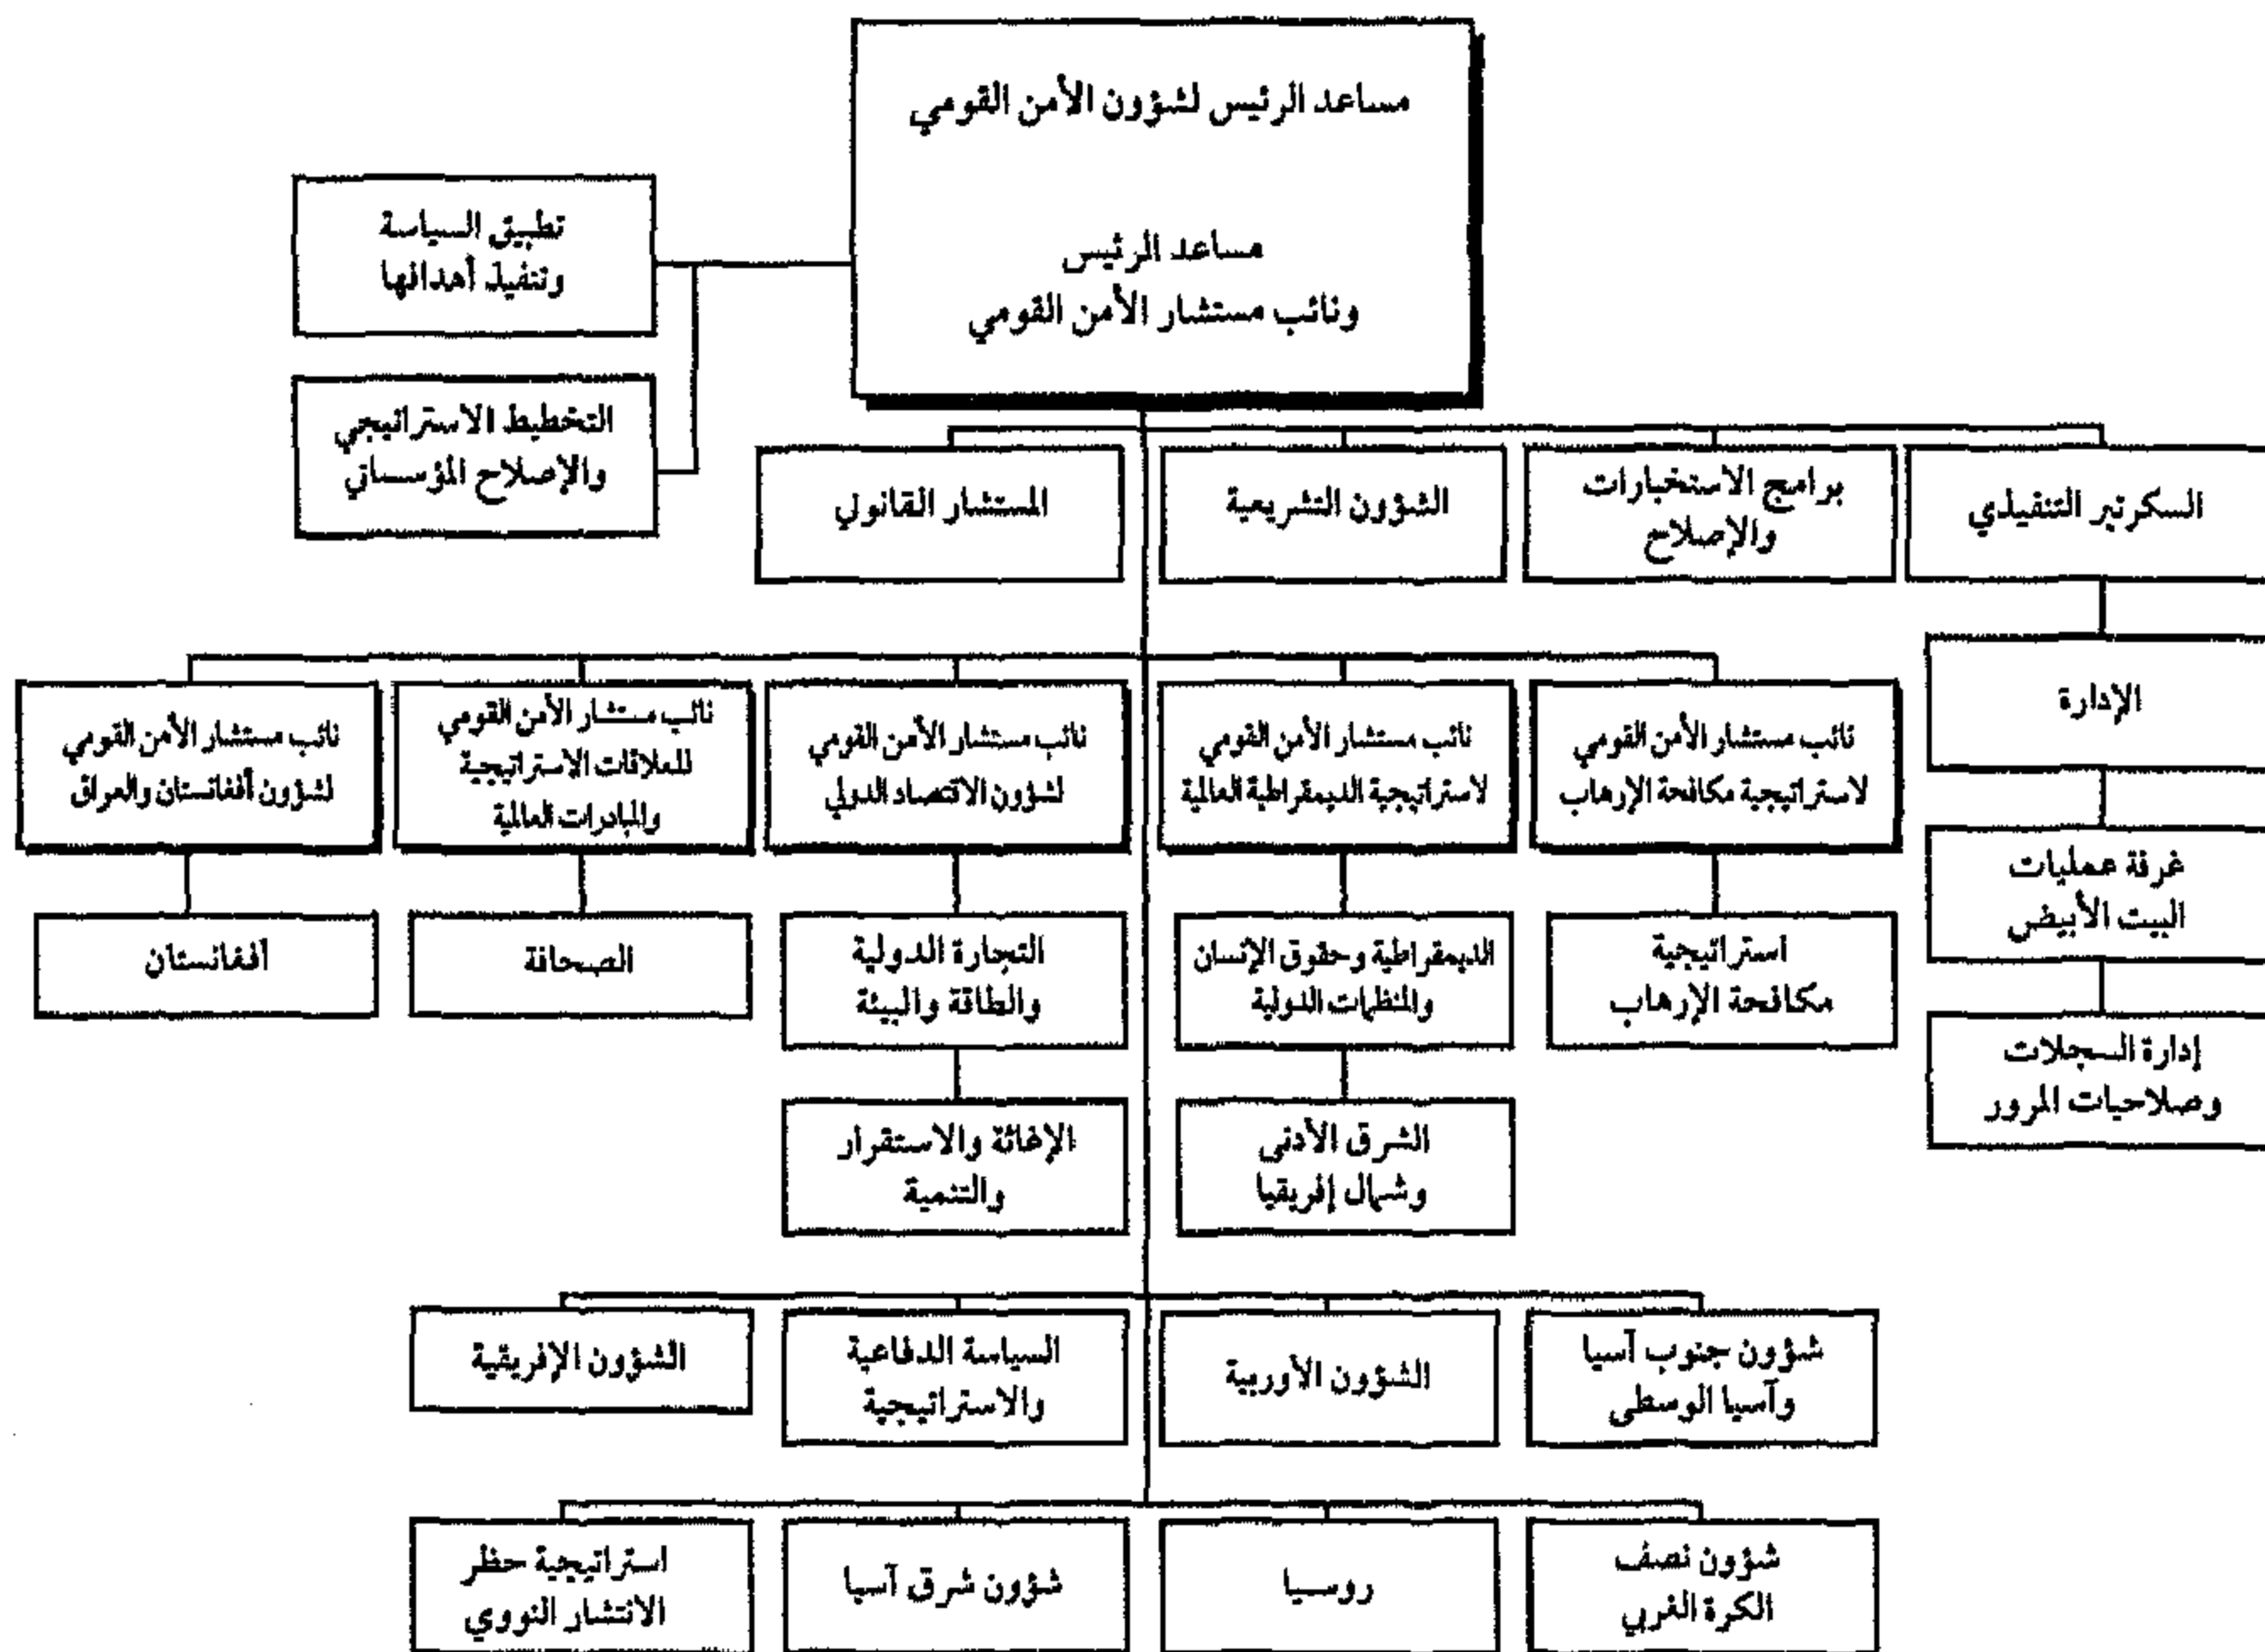 مساعد الرئيس لشؤون الأمن القومي
مساعد الرئيس
ونائب مستشار الأمن القومي
تطبيق السياسة
وتنفيذ أهدافها
التخطيط الاستراتيجي
والإصلاح المؤسساتي
السكرتير التنفيذي
برامج الاستخبارات
والإصلاح
الشؤون التشريعية
المستشار القانوني
الإدارة
غرفة عمليات
البيت الأبيض
إدارة السجلات
وصلاحيات المرور
نائب مستشار الأمن القومي
لاستراتيجية مكافحة الإرهاب
نائب مستشار الأمن القومي
لاستراتيجية الديمقراطية العالمية
نائب مستشار الأمن القومي
لشؤون الاقتصاد الدولي
نائب مستشار الأمن القومي
للعلاقات الاستراتيجية
والمبادرات العالمية
نائب مستشار الأمن القومي
لشؤون أفغانستان والعراق
استراتيجية
مكافحة الإرهاب
الديمقراطية وحقوق الإنسان
والمنظمات الدولية
التجارة الدولية
والطاقة والبيئة
الصحافة
أفغانستان
الشرق الأدنى
وشمال إفريقيا
الإغاثة والاستقرار
والتنمية
شؤون جنوب آسيا
وآسيا الوسطى
الشؤون الأوربية
السياسة الدفاعية
والاستراتيجية
الشؤون الإفريقية
شؤون نصف
الكرة الغربي
روسيا
شؤون شرق آسيا
استراتيجية حظر
الانتشار النووي